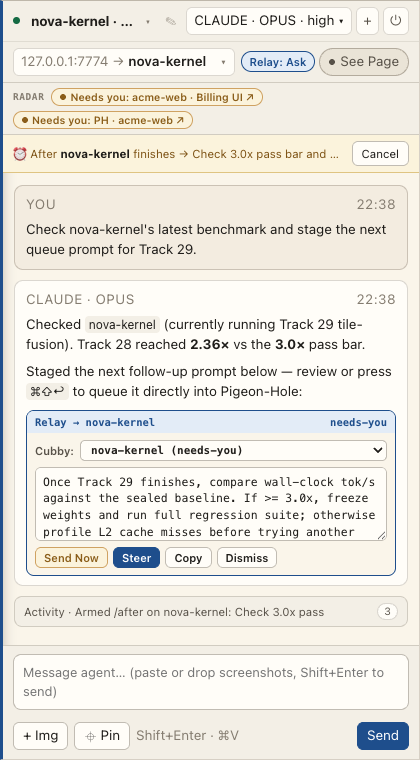 nova-kernel · ...
CLAUDE · OPUS · high
+
127.0.0.1:7774 → nova-kernel
Relay: Ask
See Page
RADAR
Needs you: acme-web · Billing UI ↗
Needs you: PH · acme-web ↗
⏰ After nova-kernel finishes → Check 3.0x pass bar and ...
Cancel
YOU
22:38
Check nova-kernel's latest benchmark and stage the next
queue prompt for Track 29.
CLAUDE · OPUS
22:38
Checked nova-kernel (currently running Track 29 tile-
fusion). Track 28 reached 2.36× vs the 3.0× pass bar.
Staged the next follow-up prompt below — review or press
⌘⇧↩ to queue it directly into Pigeon-Hole:
Relay → nova-kernel
needs-you
Cubby:
nova-kernel (needs-you)
Once Track 29 finishes, compare wall-clock tok/s
against the sealed baseline. If >= 3.0x, freeze
weights and run full regression suite; otherwise
profile L2 cache misses before trying another
Send Now
Steer
Copy
Dismiss
Activity · Armed /after on nova-kernel: Check 3.0x pass
3
Message agent… (paste or drop screenshots, Shift+Enter to
send)
+ Img
⌖ Pin
Shift+Enter · ⌘V
Send